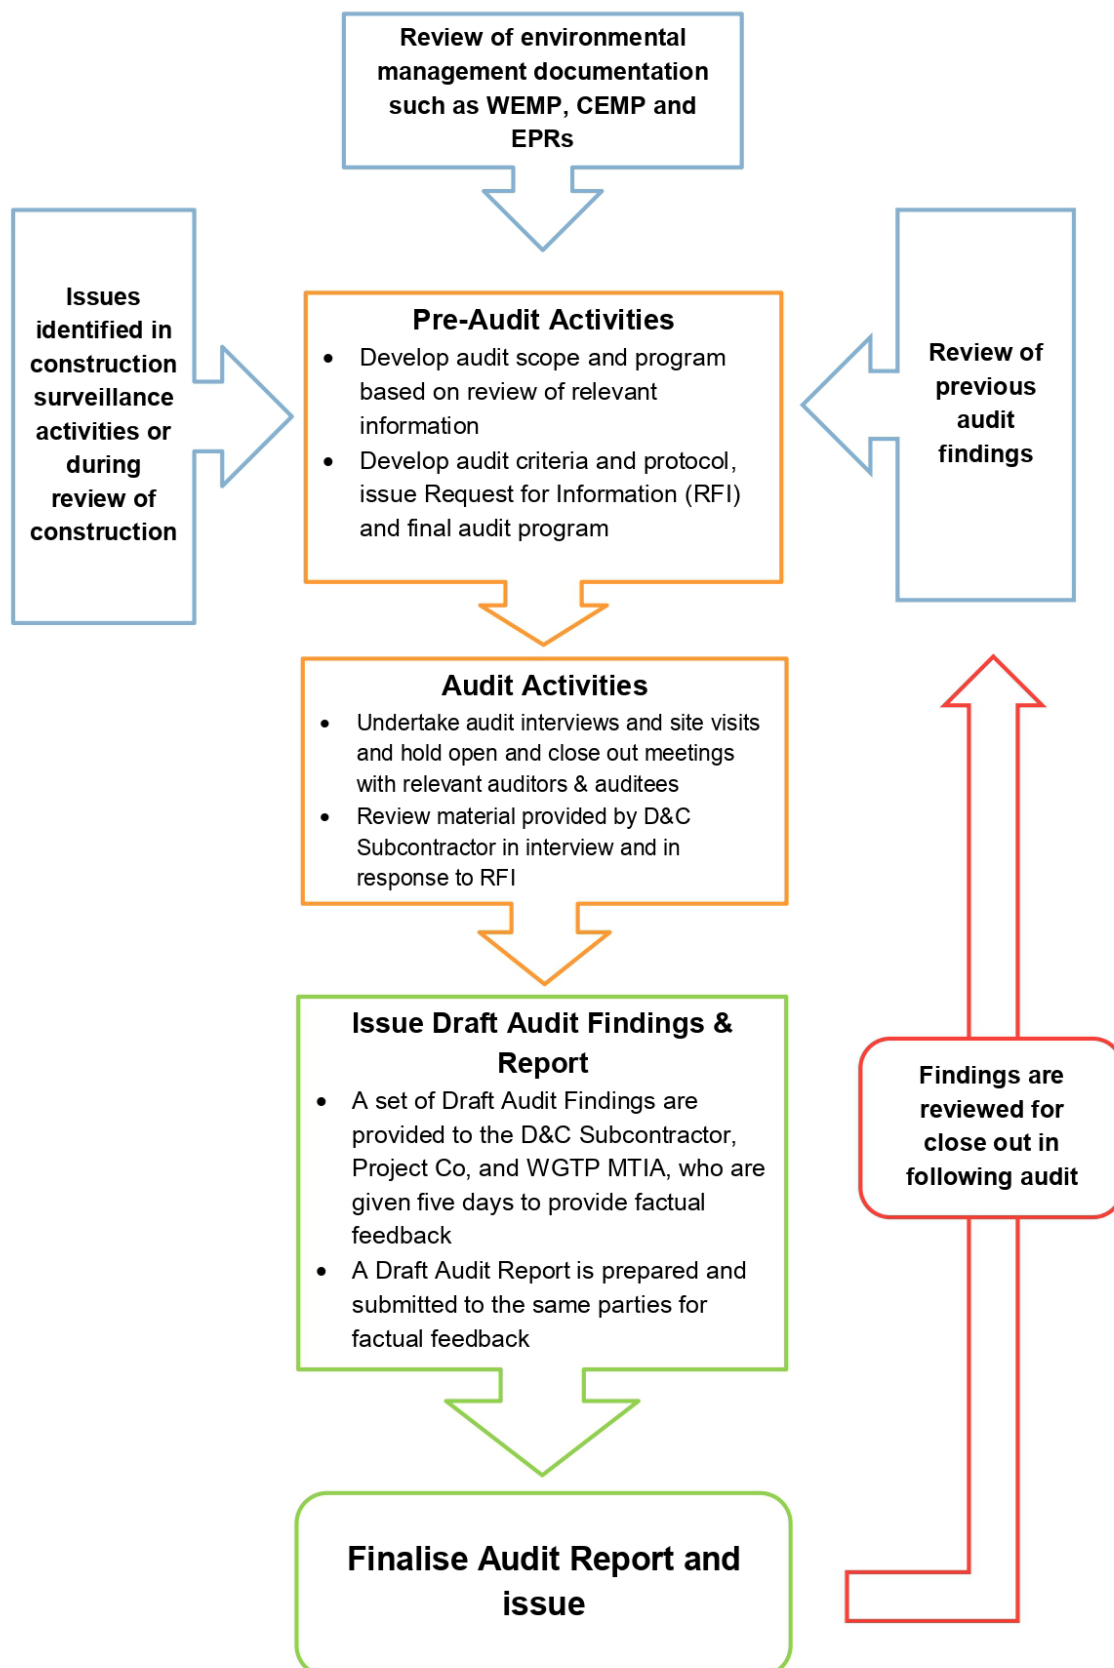 Review of environmental
management documentation
such as WEMP, CEMP and
EPRs
Issues
identified in
construction
surveillance
activities or
during
review of
construction
Pre-Audit Activities
• Develop audit scope and program
based on review of relevant
information
• Develop audit criteria and protocol,
issue Request for Information (RFI)
and final audit program
Review of
previous
audit
findings
Audit Activities
• Undertake audit interviews and site visits
and hold open and close out meetings
with relevant auditors & auditees
• Review material provided by D&C
Subcontractor in interview and in
response to RFI
Issue Draft Audit Findings &
Report
• A set of Draft Audit Findings are
provided to the D&C Subcontractor,
Project Co, and WGTP MTIA, who are
given five days to provide factual
feedback
• A Draft Audit Report is prepared and
submitted to the same parties for
factual feedback
Findings are
reviewed for
close out in
following audit
Finalise Audit Report and
issue